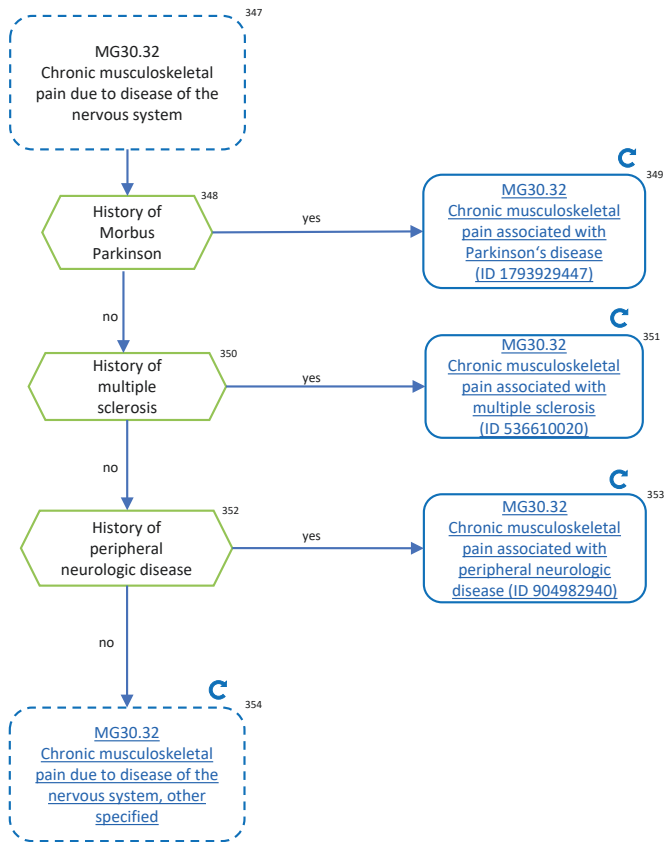 347
MG30.32
Chronic musculoskeletal
pain due to disease of the
nervous system
348
History of
Morbus
Parkinson
yes
349
MG30.32
Chronic musculoskeletal
pain associated with
Parkinson‘s disease
(ID 1793929447)
no
350
History of
multiple
sclerosis
yes
351
MG30.32
Chronic musculoskeletal
pain associated with
multiple sclerosis
(ID 536610020)
no
352
History of
peripheral
neurologic disease
yes
353
MG30.32
Chronic musculoskeletal
pain associated with
peripheral neurologic
disease (ID 904982940)
no
354
MG30.32
Chronic musculoskeletal
pain due to disease of the
nervous system, other
specified